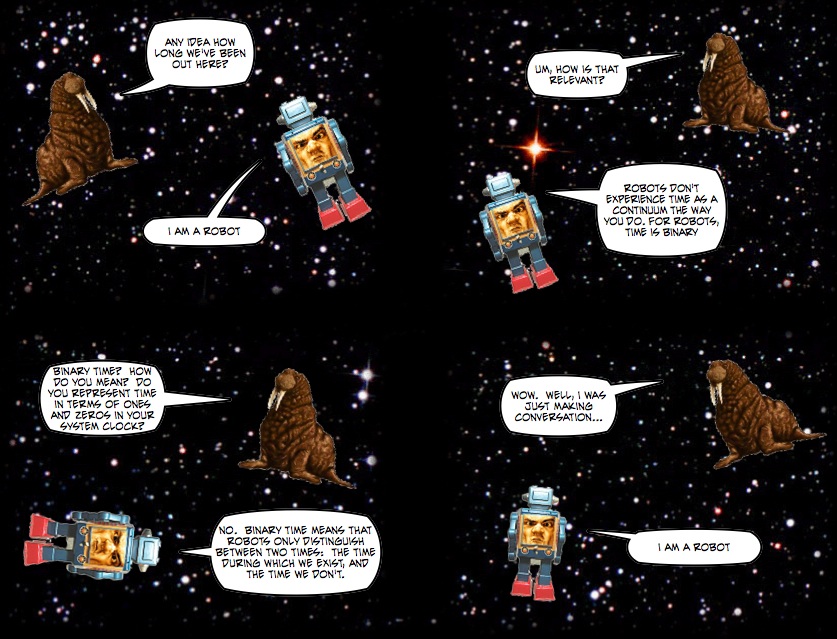 ANY IDEA HOW
LONG WE'VE BEEN
OUT HERE?
I AM A ROBOT
UM, HOW IS THAT
RELEVANT?
ROBOTS DON'T
EXPERIENCE TIME AS A
CONTINUUM THE WAY
YOU DO. FOR ROBOTS,
TIME IS BINARY
BINARY TIME? HOW
DO YOU MEAN? DO
YOU REPRESENT TIME
IN TERMS OF ONES
AND ZEROS IN YOUR
SYSTEM CLOCK?
NO. BINARY TIME MEANS THAT
ROBOTS ONLY DISTINGUISH
BETWEEN TWO TIMES: THE TIME
DURING WHICH WE EXIST, AND
THE TIME WE DON'T.
WOW. WELL, I WAS
JUST MAKING
CONVERSATION...
I AM A ROBOT